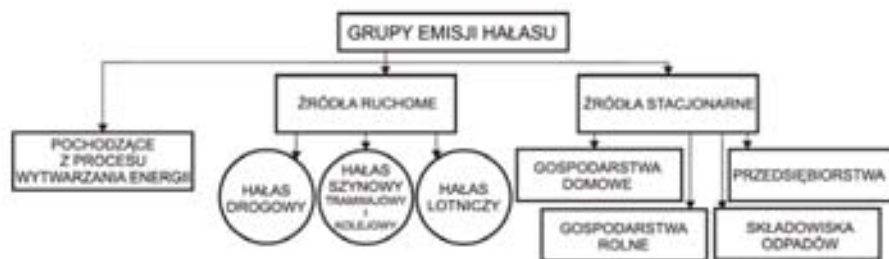 GRUPY EMISJI HAŁASU
ŹRÓDŁA RUCHOME
ŹRÓDŁA STACJONARNE
POCHODZĄCE
Z PROCESU
WYTWARZANIA ENERGII
HAŁAS
DROGOWY
HAŁAS
SZYNOWY
TRAMWAJOWY
I
KOLEJOWY
HAŁAS
LOTNICZY
GOSPODARSTWA
DOMOWE
GOSPODARSTWA
ROLNE
PRZEDSIĘBIORSTWA
SKŁADOWISKA
ODPADÓW